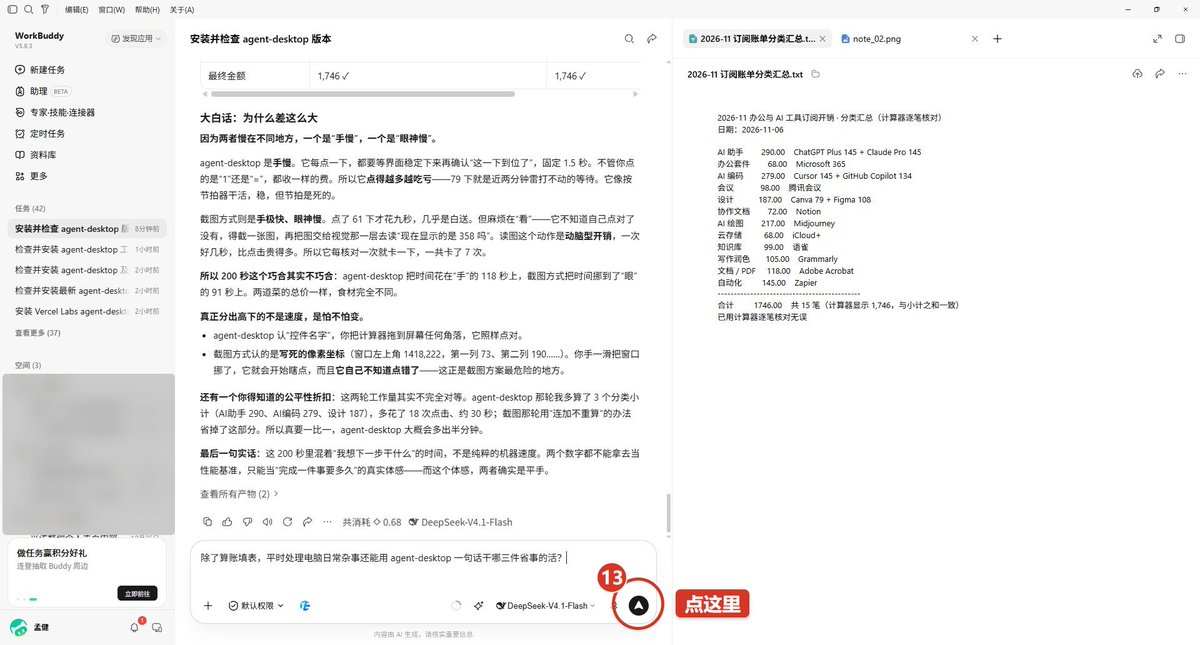 编辑(E) 窗口(W) 帮助(H) 关于(A)
WorkBuddy
V5.9.3
发现应用
新建任务
助理 BETA
专家·技能·连接器
定时任务
资料库
更多
任务 (42)
安装并检查 agent-desktop 版 8分钟前
检查并安装 agent-desktop 工 1小时前
检查并安装 agent-desktop 及 2小时前
检查并安装最新 agent-deskto 2小时前
安装 Vercel Labs agent-deskt 2小时前
查看更多 (37)
空间 (3)
做任务赢积分好礼
连登抽取 Buddy 周边
立即前往
孟健
1
安装并检查 agent-desktop 版本
最终金额 1,746 ✓ 1,746 ✓
大白话：为什么差这么大
因为两者慢在不同地方，一个是“手慢”，一个是“眼神慢”。
agent-desktop 是手慢。它每点一下，都要等界面稳定下来再确认“这一下到位了”，固定 1.5 秒。不管你点
的是“1”还是“=”，都收一样的费。所以它点得越多越吃亏——79 下就是近两分钟雷打不动的等待。它像按
节拍器干活，稳，但节拍是死的。
截图方式则是手极快、眼神慢。点了 61 下才花九秒，几乎是白送。但麻烦在“看”——它不知道自己点对了
没有，得截一张图，再把图交给视觉那一层去读“现在显示的是 358 吗”。读图这个动作是动脑型开销，一次
好几秒，比点击贵得多。所以它每核对一次就卡一下，一共卡了 7 次。
所以 200 秒这个巧合其实不巧合：agent-desktop 把时间花在“手”的 118 秒上，截图方式把时间挪到了“眼”
的 91 秒上。两道菜的总价一样，食材完全不同。
真正分出高下的不是速度，是怕不怕变。
• agent-desktop 认“控件名字”，你把计算器拖到屏幕任何角落，它照样点对。
• 截图方式认的是写死的像素坐标（窗口左上角 1418,222，第一列 73、第二列 190……）。你手一滑把窗口
挪了，它就会开始瞎点，而且它自己不知道点错了——这正是截图方案最危险的地方。
还有一个你得知道的公平性折扣：这两轮工作量其实不完全对等。agent-desktop 那轮我多算了 3 个分类小
计（AI助手 290、AI编码 279、设计 187），多花了 18 次点击、约 30 秒；截图那轮用“连加不重算”的办法
省掉了这部分。所以真要一比一，agent-desktop 大概会多出半分钟。
最后一句实话：这 200 秒里混着“我想下一步干什么”的时间，不是纯粹的机器速度。两个数字都不能拿去当
性能基准，只能当“完成一件事要多久”的真实体感——而这个体感，两者确实是平手。
查看所有产物 (2) >
共消耗 0.68 DeepSeek-V4.1-Flash
除了算账填表，平时处理电脑日常杂事还能用 agent-desktop 一句话干哪三件省事的活？
默认权限
DeepSeek-V4.1-Flash
13
点这里
内容由 AI 生成，请核实重要信息
2026-11 订阅账单分类汇总.t... note_02.png
2026-11 订阅账单分类汇总.txt
2026-11 办公与 AI 工具订阅开销 · 分类汇总（计算器逐笔核对）
日期：2026-11-06
AI 助手 290.00 ChatGPT Plus 145 + Claude Pro 145
办公套件 68.00 Microsoft 365
AI 编码 279.00 Cursor 145 + GitHub Copilot 134
会议 98.00 腾讯会议
设计 187.00 Canva 79 + Figma 108
协作文档 72.00 Notion
AI 绘图 217.00 Midjourney
云存储 68.00 iCloud+
知识库 99.00 语雀
写作润色 105.00 Grammarly
文档 / PDF 118.00 Adobe Acrobat
自动化 145.00 Zapier
合计 1746.00 共 15 笔（计算器显示 1,746，与小计之和一致）
已用计算器逐笔核对无误